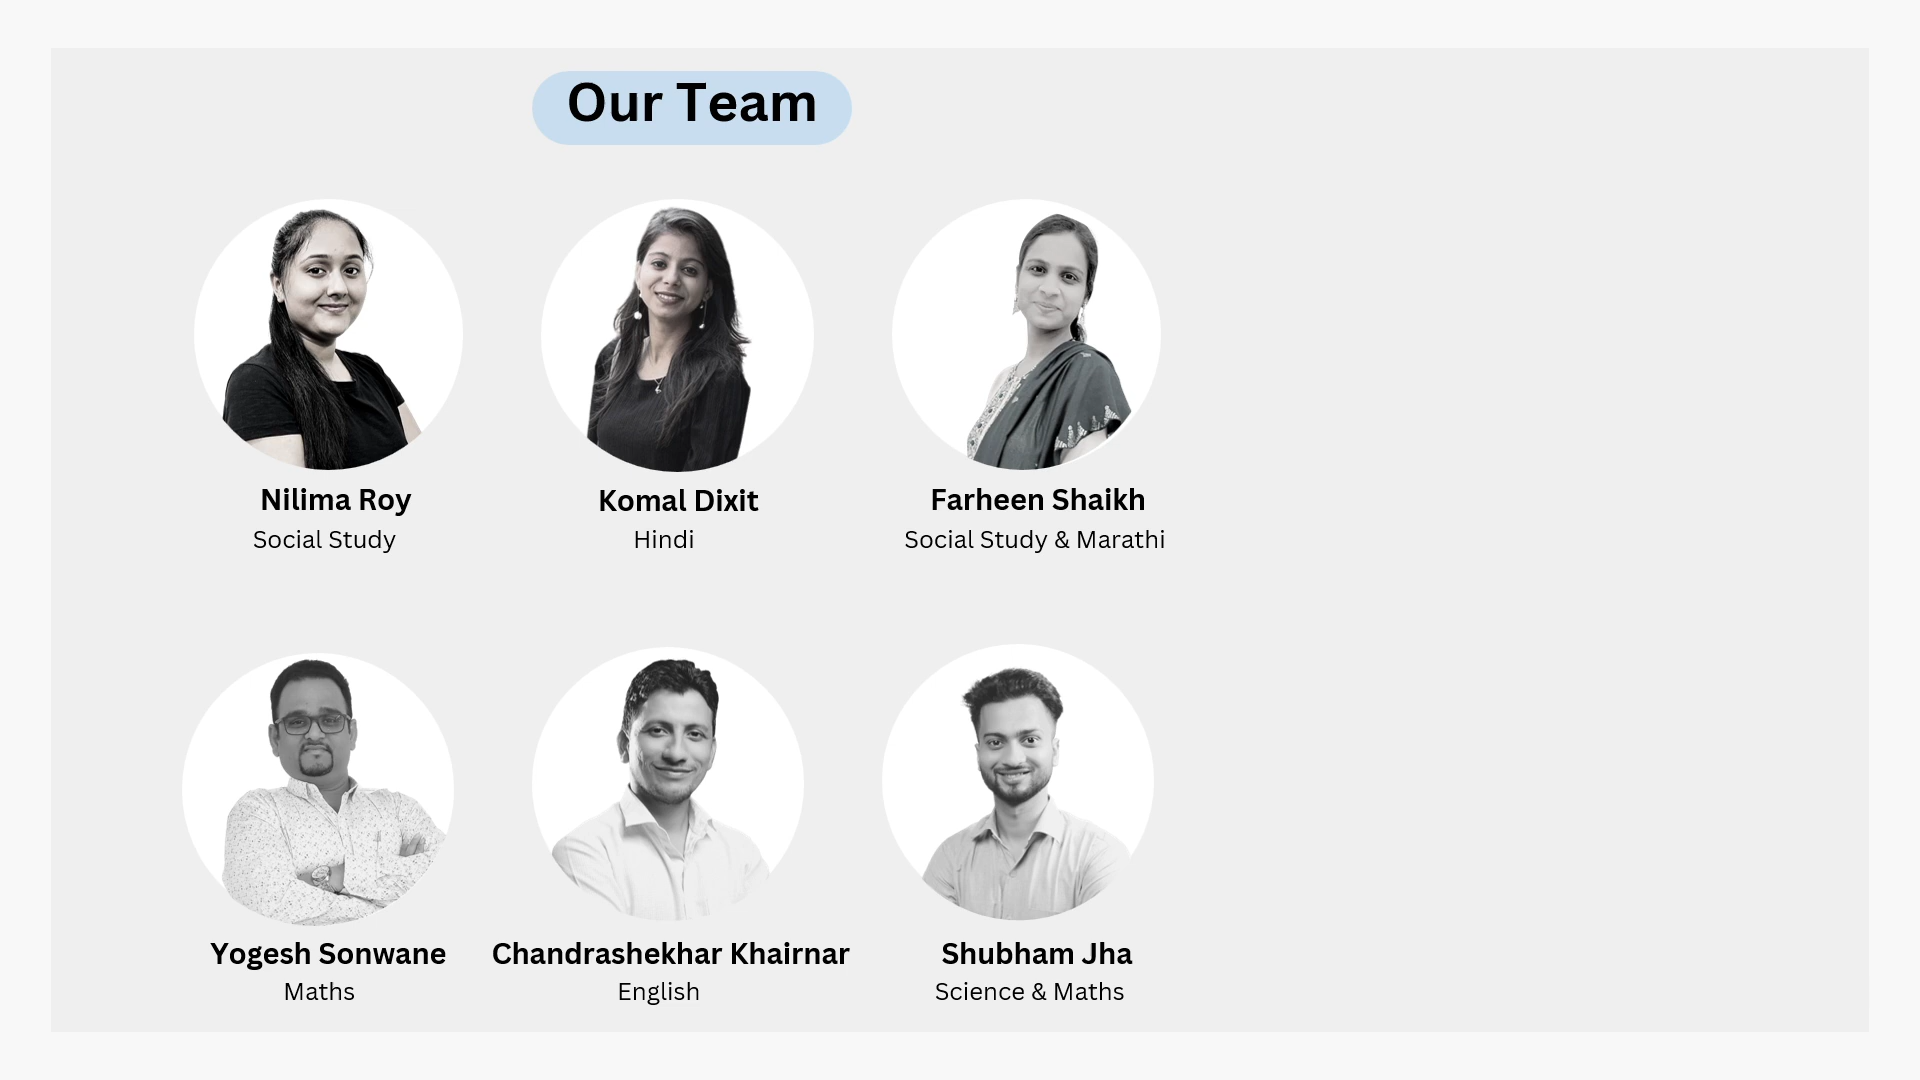 Our Team
Nilima Roy
Social Study
Komal Dixit
Hindi
Farheen Shaikh
Social Study & Marathi
Yogesh Sonwane
Maths
Chandrashekhar Khairnar
English
Shubham Jha
Science & Maths